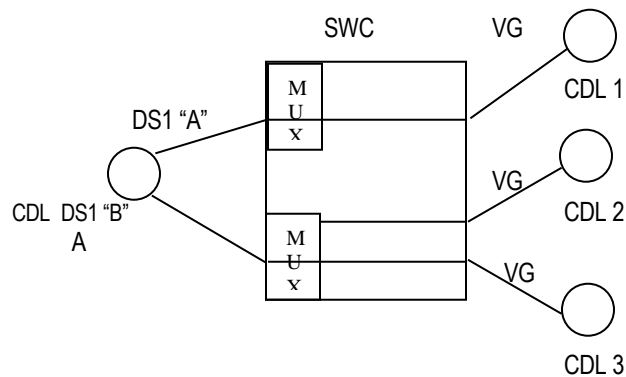 SWC
VG
CDL 1
M
U
X
DS1 “A”
VG
CDL DS1 “B”
A
CDL 2
M
U
X
VG
CDL 3